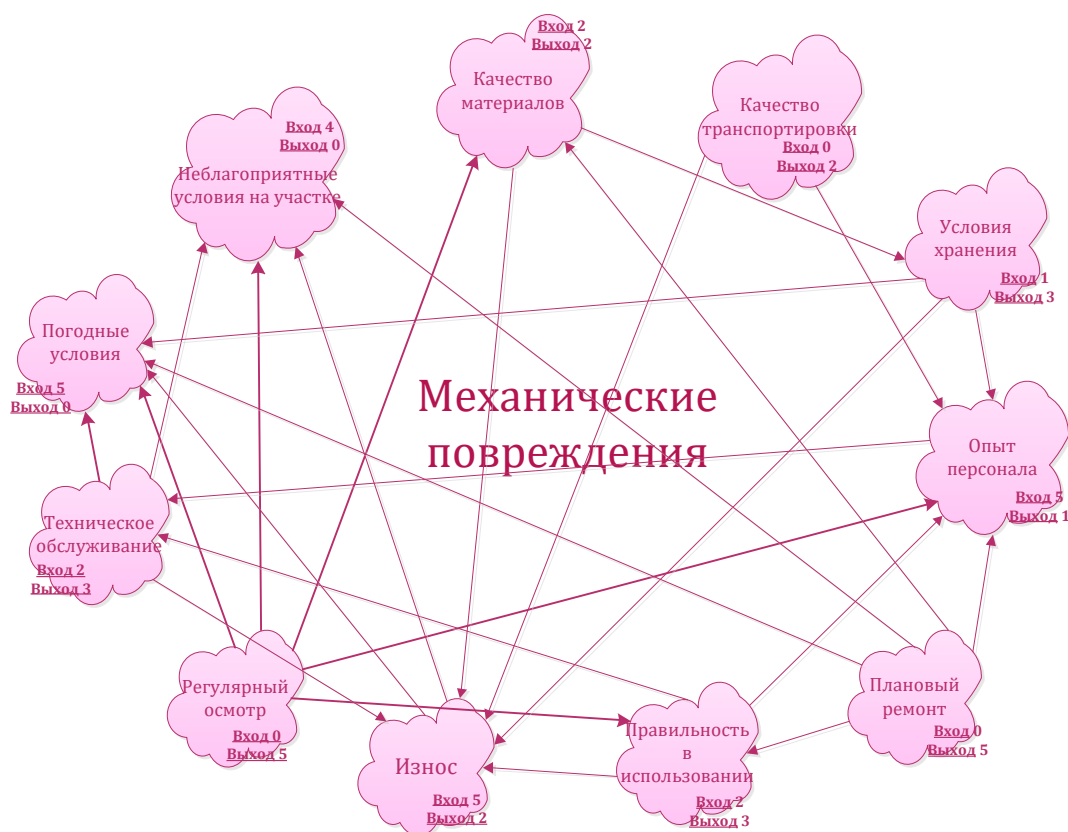 Вход 2
Выход 2
Качество
материалов
Качество
транспортировки
Вход 0
Выход 2
Вход 4
Выход 0
Неблагоприятные
условия на участке
Условия
хранения
Вход 1
Выход 3
Погодные
условия
Вход 5
Выход 0
Механические
повреждения
Опыт
персонала
Вход 5
Выход 1
Техническое
обслуживание
Вход 2
Выход 3
Регулярный
осмотр
Вход 0
Выход 5
Износ
Вход 5
Выход 2
Правильность
в
использовании
Вход 2
Выход 3
Плановый
ремонт
Вход 0
Выход 5